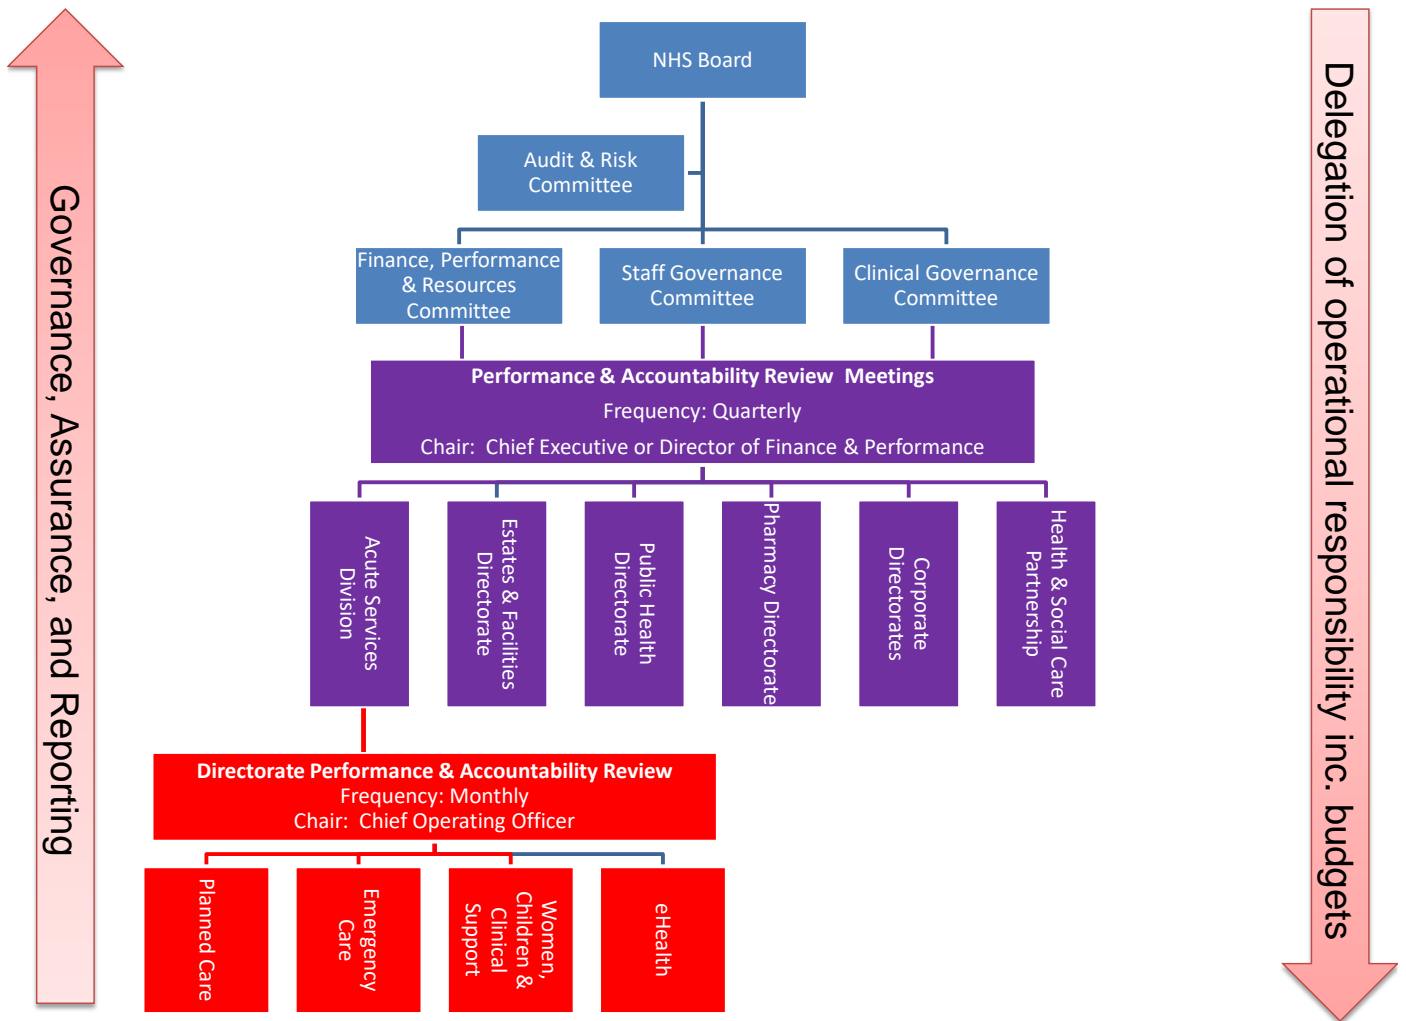 NHS Board
Audit & Risk
Committee
Finance, Performance
& Resources
Committee
Staff Governance
Committee
Clinical Governance
Committee
Performance & Accountability Review  Meetings
Frequency: Quarterly
Chair:  Chief Executive or Director of Finance & Performance
Acute Services
Division
Estates & Facilities
Directorate
Public Health
Directorate
Pharmacy Directorate
Corporate
Directorates
Health & Social Care
Partnership
Directorate Performance & Accountability Review
Frequency: Monthly
Chair:  Chief Operating Officer
Planned Care
Emergency
Care
Women,
Children &
Clinical
Support
eHealth
Governance, Assurance, and Reporting
Delegation of operational responsibility inc. budgets